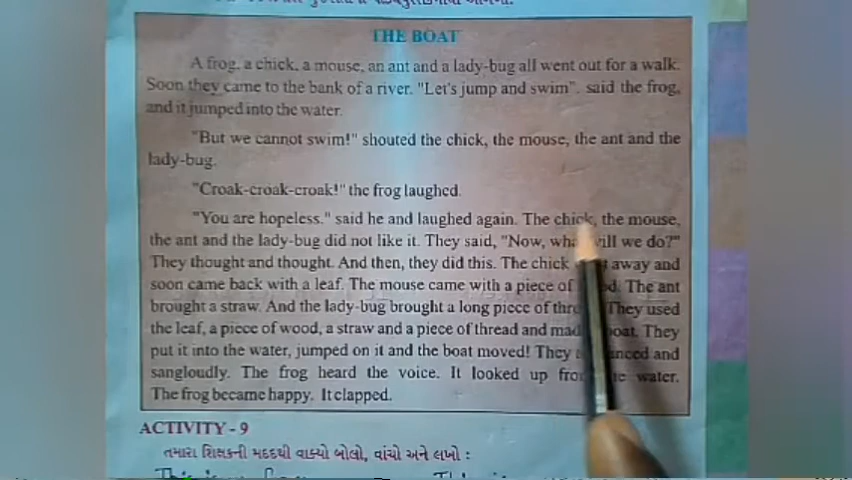 THE BOAT
A frog, a chick, a mouse, an ant and a lady-bug all went out for a walk.
Soon they came to the bank of a river. "Let's jump and swim". said the frog,
and it jumped into the water.
"But we cannot swim!" shouted the chick, the mouse, the ant and the
lady-bug.
"Croak-croak-croak!" the frog laughed.
"You are hopeless." said he and laughed again. The chick, the mouse,
the ant and the lady-bug did not like it. They said, "Now, what will we do?"
They thought and thought. And then, they did this. The chick away and
soon came back with a leaf. The mouse came with a piece of The ant
brought a straw. And the lady-bug brought a long piece of They used
the leaf, a piece of wood, a straw and a piece of thread and boat. They
put it into the water, jumped on it and the boat moved! They and
sangloudly. The frog heard the voice. It looked up from water.
The frog became happy. It clapped.
ACTIVITY - 9
તમારા શિક્ષકની મદદથી વાક્યો બોલો, વાંચો અને લખો :